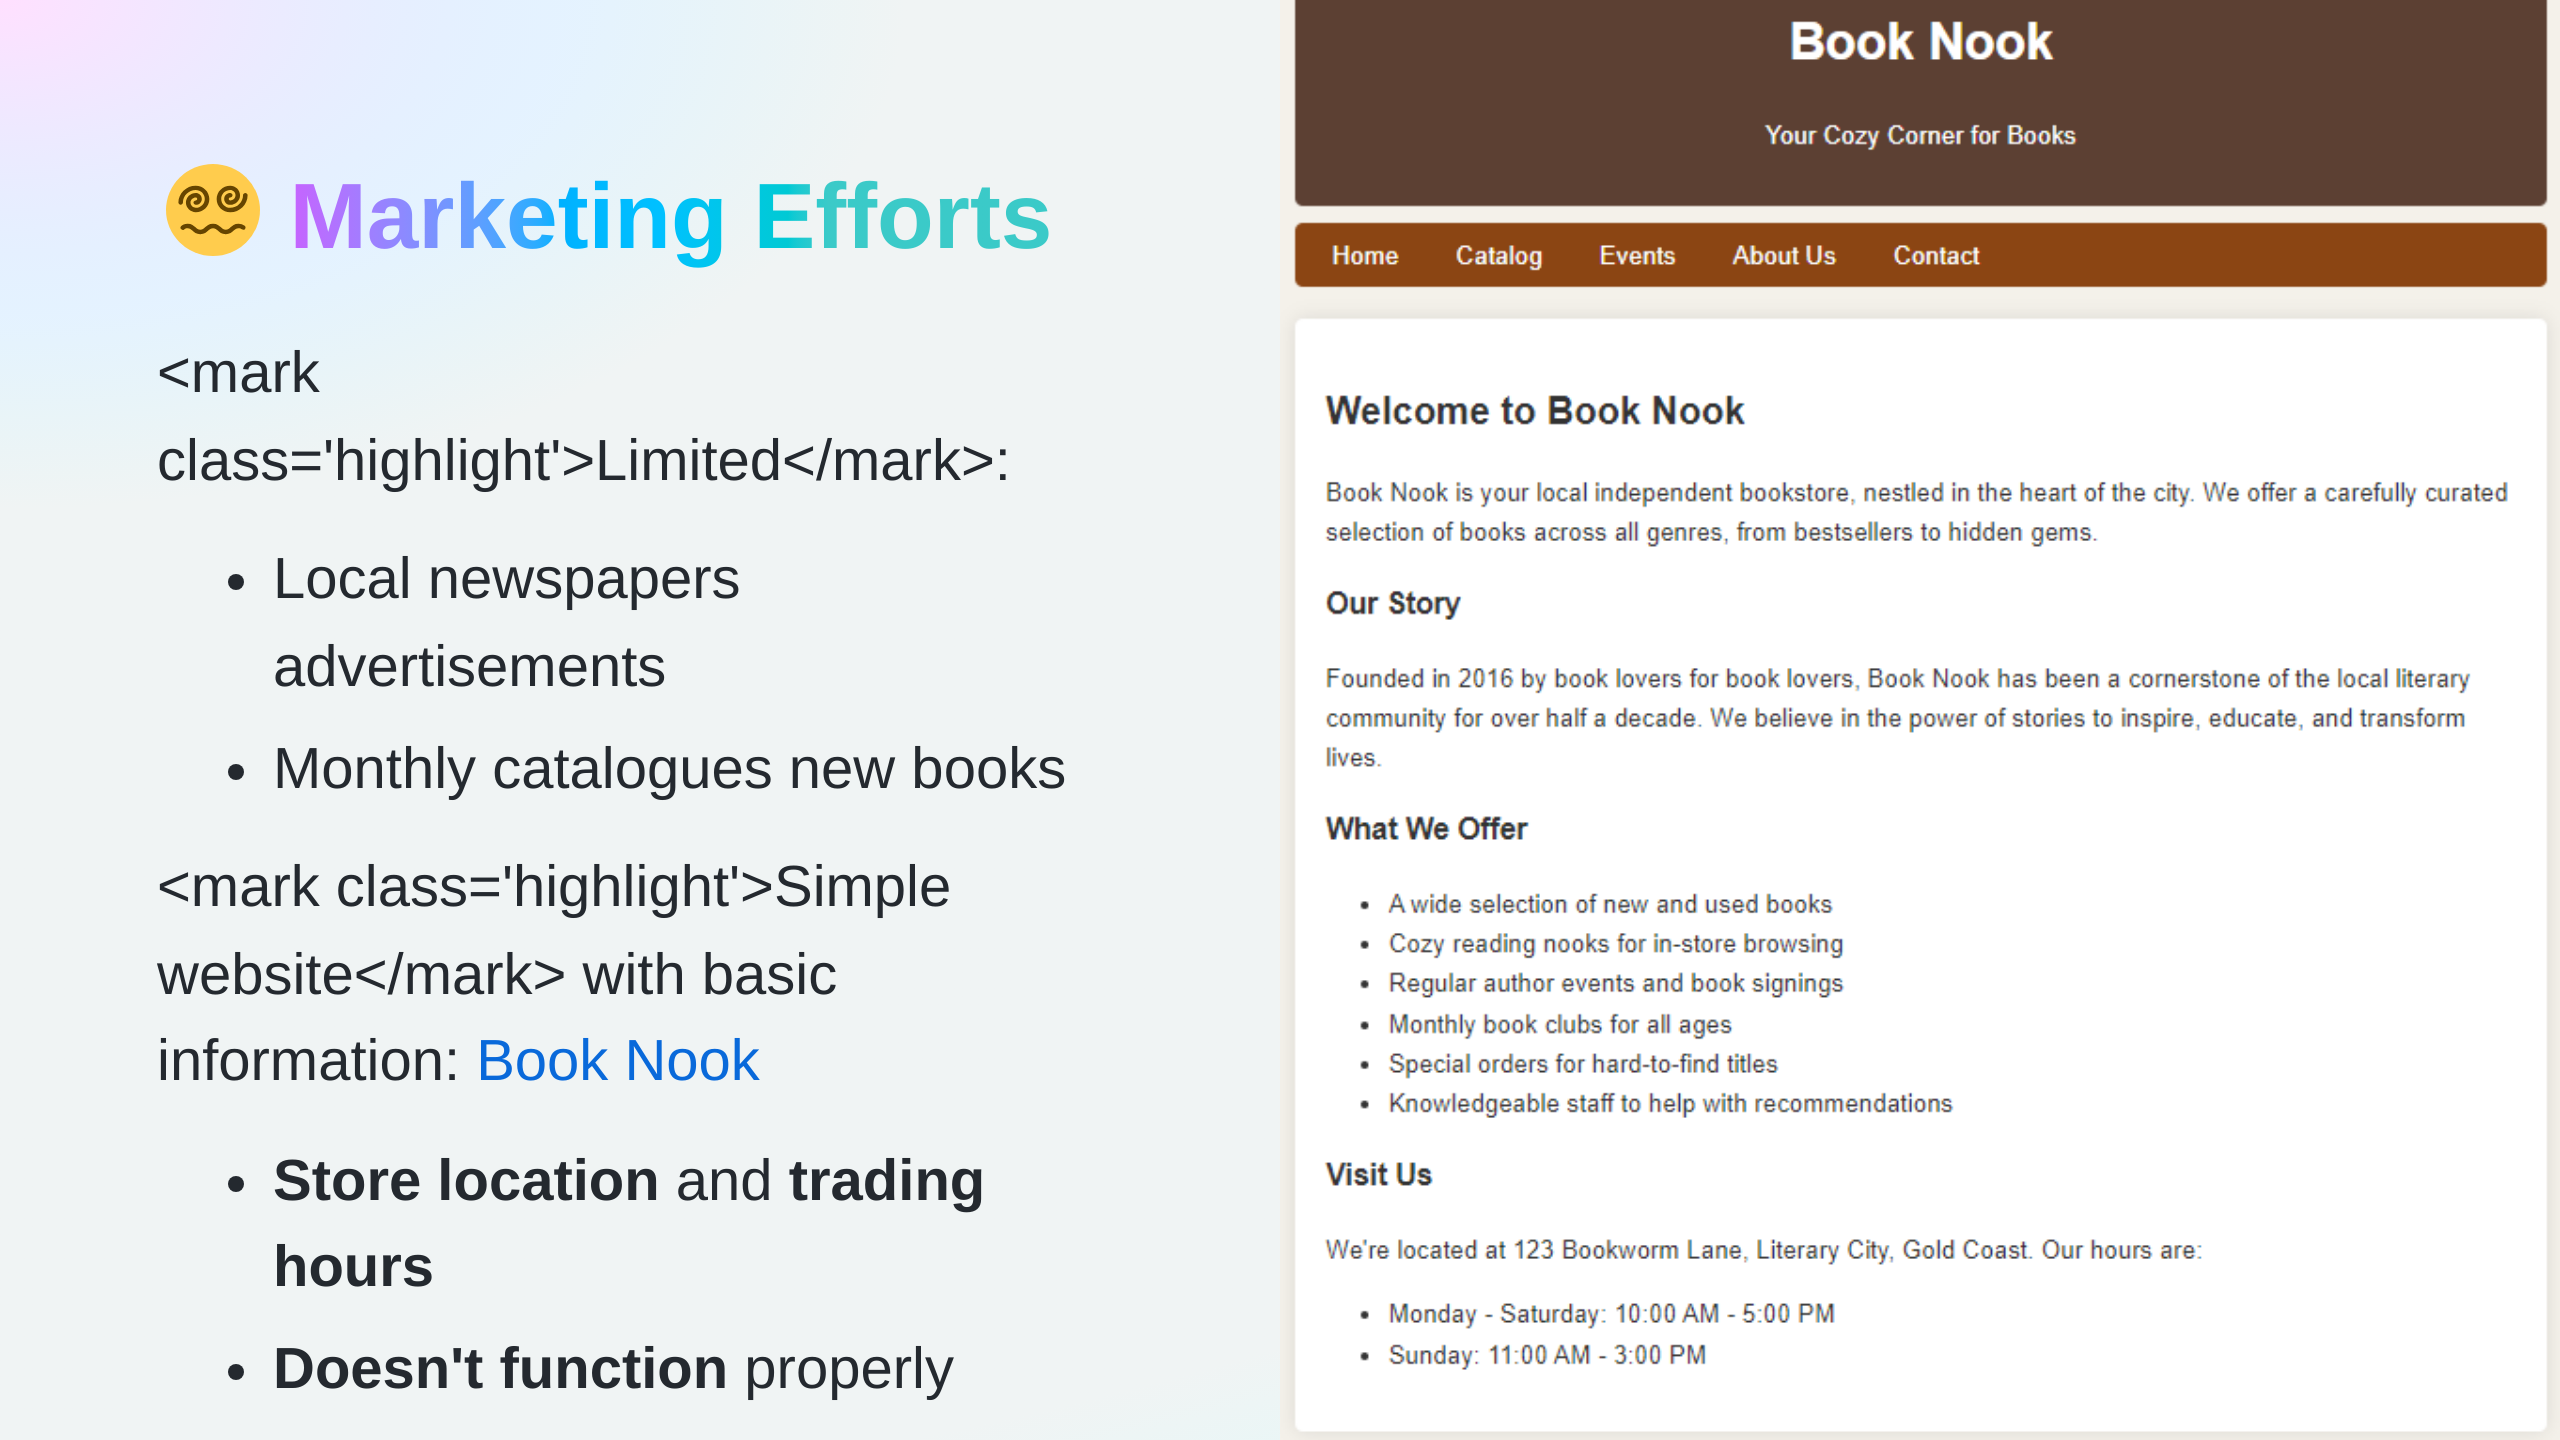 😵‍💫 Marketing Efforts
<mark
class='highlight'>Limited</mark>:
• Local newspapers
advertisements
• Monthly catalogues new books
<mark class='highlight'>Simple
website</mark> with basic
information: Book Nook
• Store location and trading
hours
• Doesn't function properly
Book Nook
Your Cozy Corner for Books
Home Catalog Events About Us Contact
Welcome to Book Nook
Book Nook is your local independent bookstore, nestled in the heart of the city. We offer a carefully curated
selection of books across all genres, from bestsellers to hidden gems.
Our Story
Founded in 2016 by book lovers for book lovers, Book Nook has been a cornerstone of the local literary
community for over half a decade. We believe in the power of stories to inspire, educate, and transform
lives.
What We Offer
• A wide selection of new and used books
• Cozy reading nooks for in-store browsing
• Regular author events and book signings
• Monthly book clubs for all ages
• Special orders for hard-to-find titles
• Knowledgeable staff to help with recommendations
Visit Us
We're located at 123 Bookworm Lane, Literary City, Gold Coast. Our hours are:
• Monday - Saturday: 10:00 AM - 5:00 PM
• Sunday: 11:00 AM - 3:00 PM